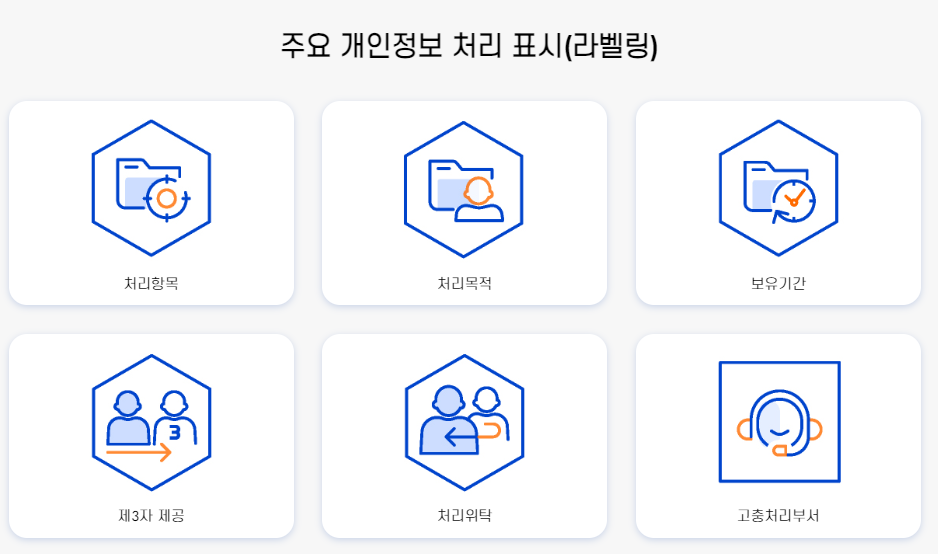 주요 개인정보 처리 표시(라벨링)
처리항목
처리목적
보유기간
3
제3자 제공
처리위탁
고충처리부서